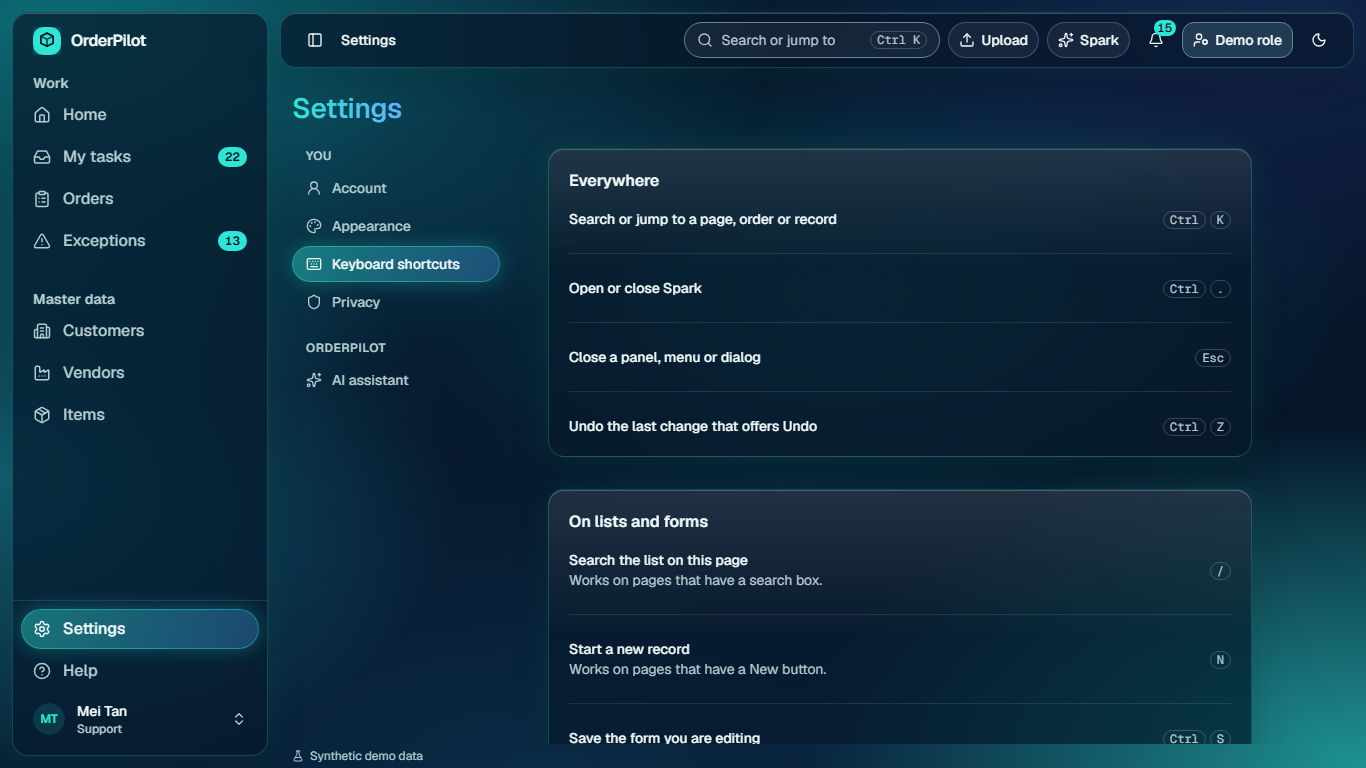 OrderPilot
Work
Home
My tasks 22
Orders
Exceptions 13
Master data
Customers
Vendors
Items
Settings
Help
MT
Mei Tan
Support
Settings
Search or jump to Ctrl K
Upload
Spark
15
Demo role
Settings
YOU
Account
Appearance
Keyboard shortcuts
Privacy
ORDERPILOT
AI assistant
Everywhere
Search or jump to a page, order or record Ctrl K
Open or close Spark Ctrl .
Close a panel, menu or dialog Esc
Undo the last change that offers Undo Ctrl Z
On lists and forms
Search the list on this page /
Works on pages that have a search box.
Start a new record N
Works on pages that have a New button.
Save the form you are editing Ctrl S
Synthetic demo data